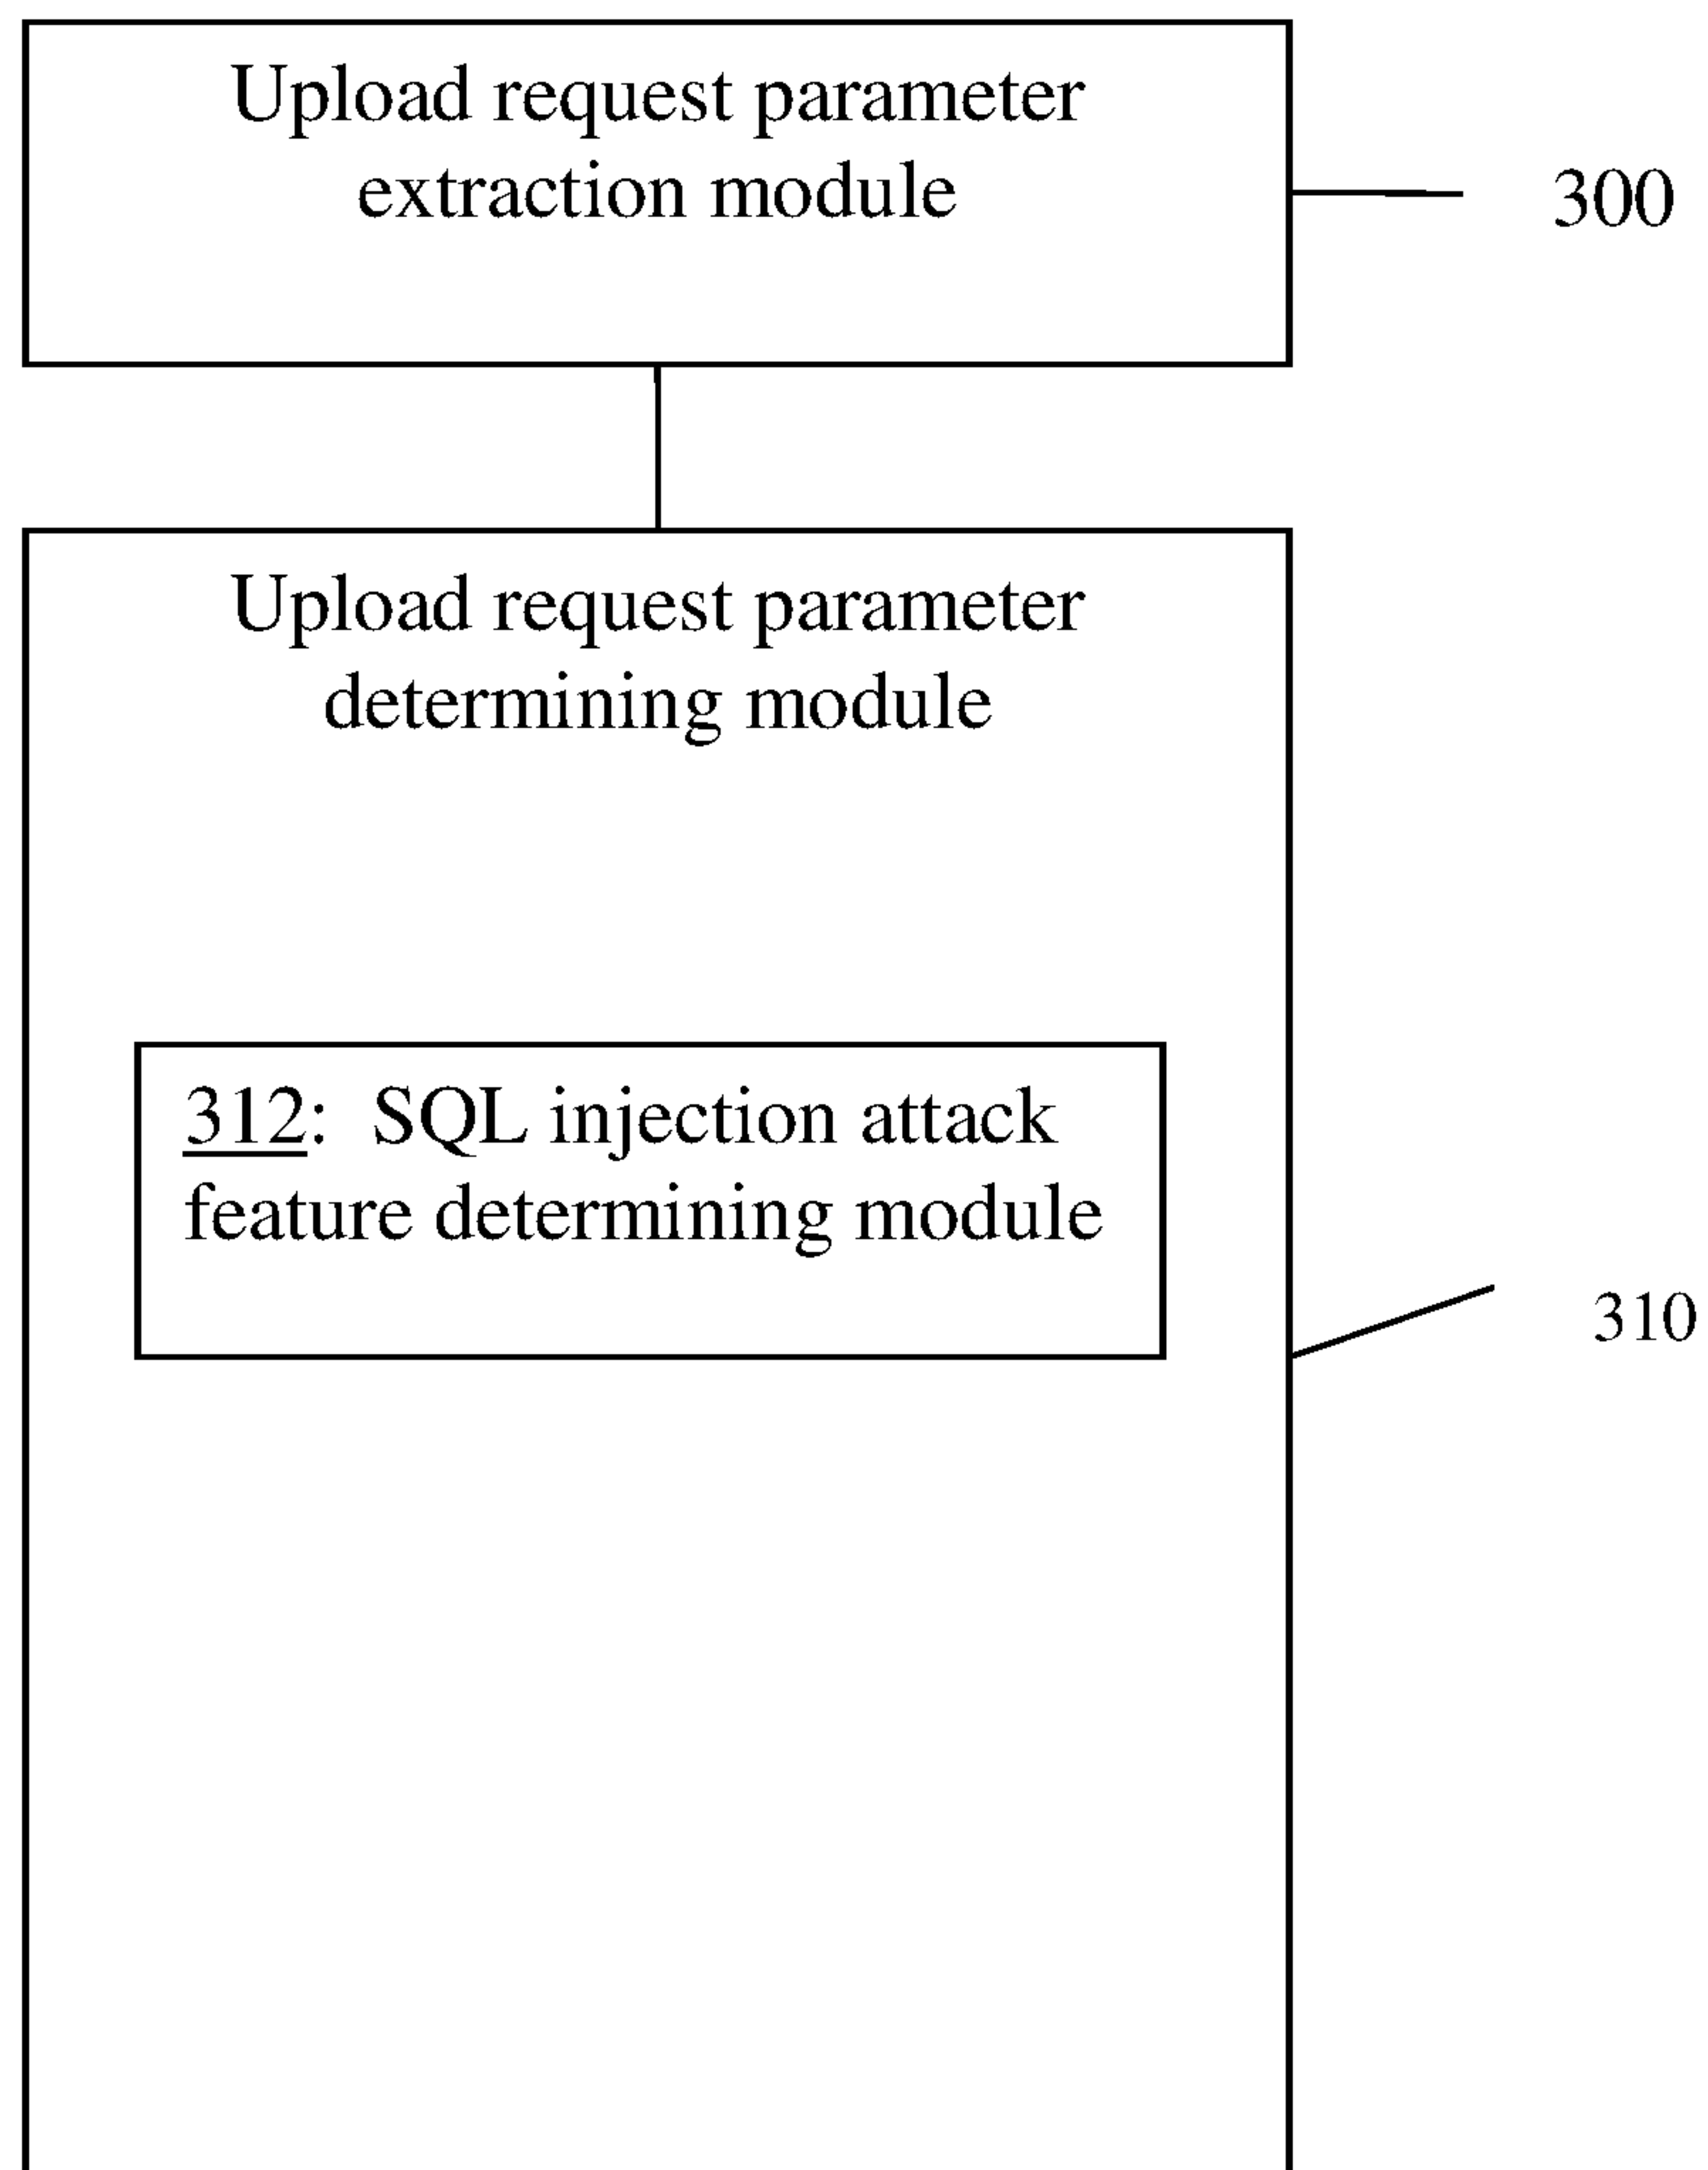 Upload request parameter
extraction module
300
Upload request parameter
determining module
312: SQL injection attack
feature determining module
310